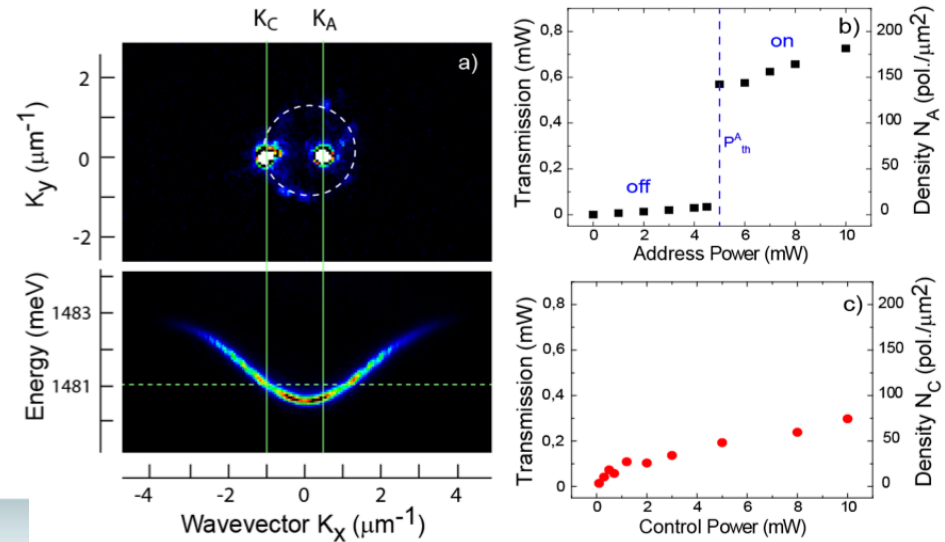 K_C K_A
a)
K_y (μm⁻¹)
2
0
-2
Energy (meV)
1483
1481
-4 -2 0 2 4
Wavevector K_x (μm⁻¹)
b)
Transmission (mW)
0,8
0,6
0,4
0,2
0
off
on
P^A_th
200
150
100
50
0
Density N_A (pol./μm2)
0 2 4 6 8 10
Address Power (mW)
c)
Transmission (mW)
0,8
0,6
0,4
0,2
0
200
150
100
50
0
Density N_C (pol./μm2)
0 2 4 6 8 10
Control Power (mW)